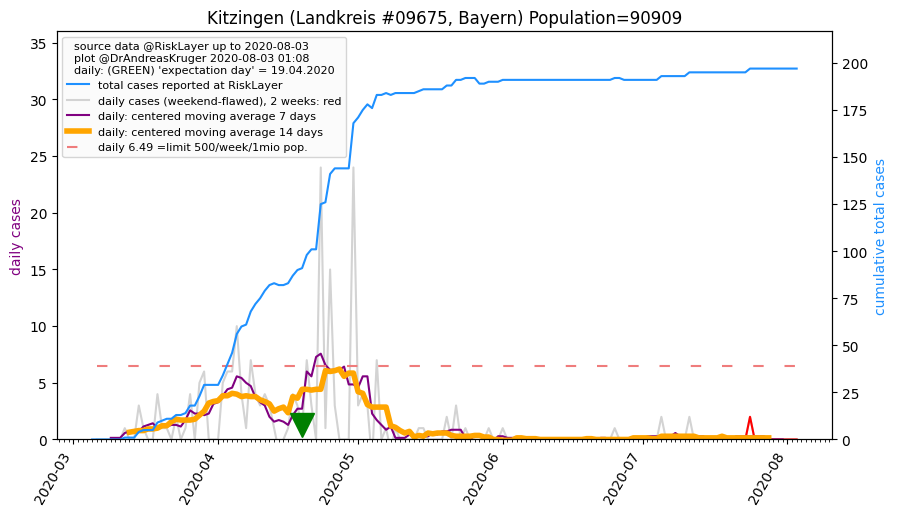 Kitzingen (Landkreis #09675, Bayern) Population=90909
source data @RiskLayer up to 2020-08-03
plot @DrAndreasKruger 2020-08-03 01:08
daily: (GREEN) 'expectation day' = 19.04.2020
total cases reported at RiskLayer
daily cases (weekend-flawed), 2 weeks: red
daily: centered moving average 7 days
daily: centered moving average 14 days
daily 6.49 =limit 500/week/1mio pop.
daily cases
35
30
25
20
15
10
5
0
cumulative total cases
200
175
150
125
100
75
50
25
0
2020-03
2020-04
2020-05
2020-06
2020-07
2020-08